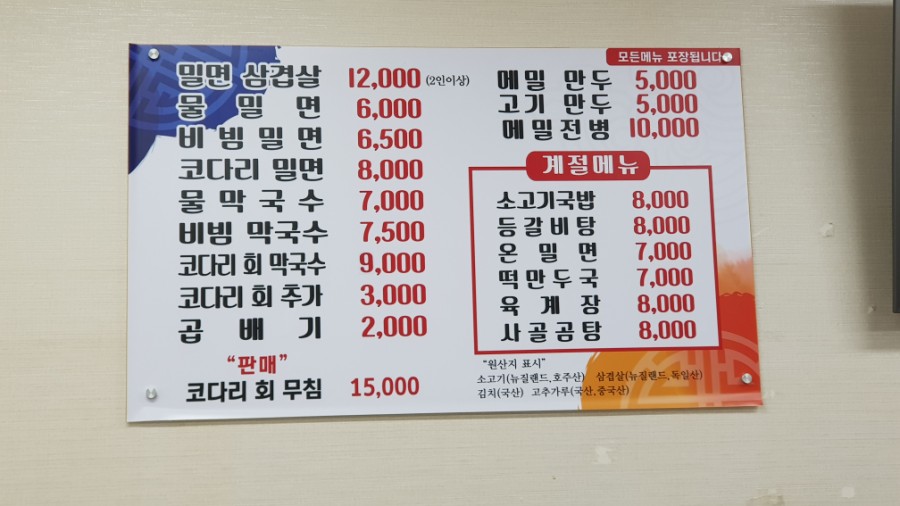 밀면 삼겹살 12,000 (2인이상)
물 밀 면 6,000
비 빔 밀 면 6,500
코다리 밀면 8,000
물 막 국 수 7,000
비빔 막국수 7,500
코다리 회 막국수 9,000
코다리 회 추가 3,000
곱 배 기 2,000
“판매”
코다리 회 무침 15,000
모든메뉴 포장됩니다
메밀 만두 5,000
고기 만두 5,000
메밀전병 10,000
계절메뉴
소고기국밥 8,000
등갈비탕 8,000
온 밀 면 7,000
떡만두국 7,000
육 계 장 8,000
사골곰탕 8,000
“원산지 표시”
소고기(뉴질랜드,호주산) 삼겹살(뉴질랜드,독일산)
김치(국산) 고추가루(국산,중국산)